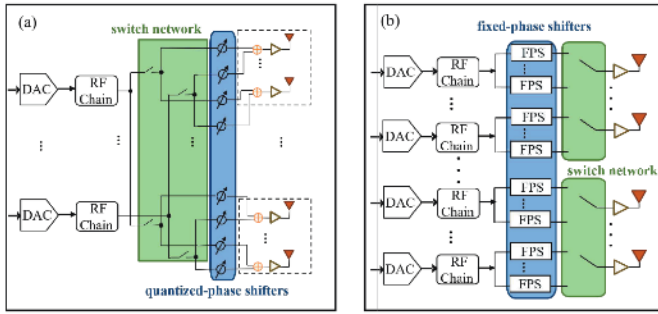 (a)
switch network
DAC
RF
Chain
DAC
RF
Chain
quantized-phase shifters
(b)
fixed-phase shifters
DAC
RF
Chain
FPS
FPS
DAC
RF
Chain
FPS
FPS
switch network
DAC
RF
Chain
FPS
FPS
DAC
RF
Chain
FPS
FPS